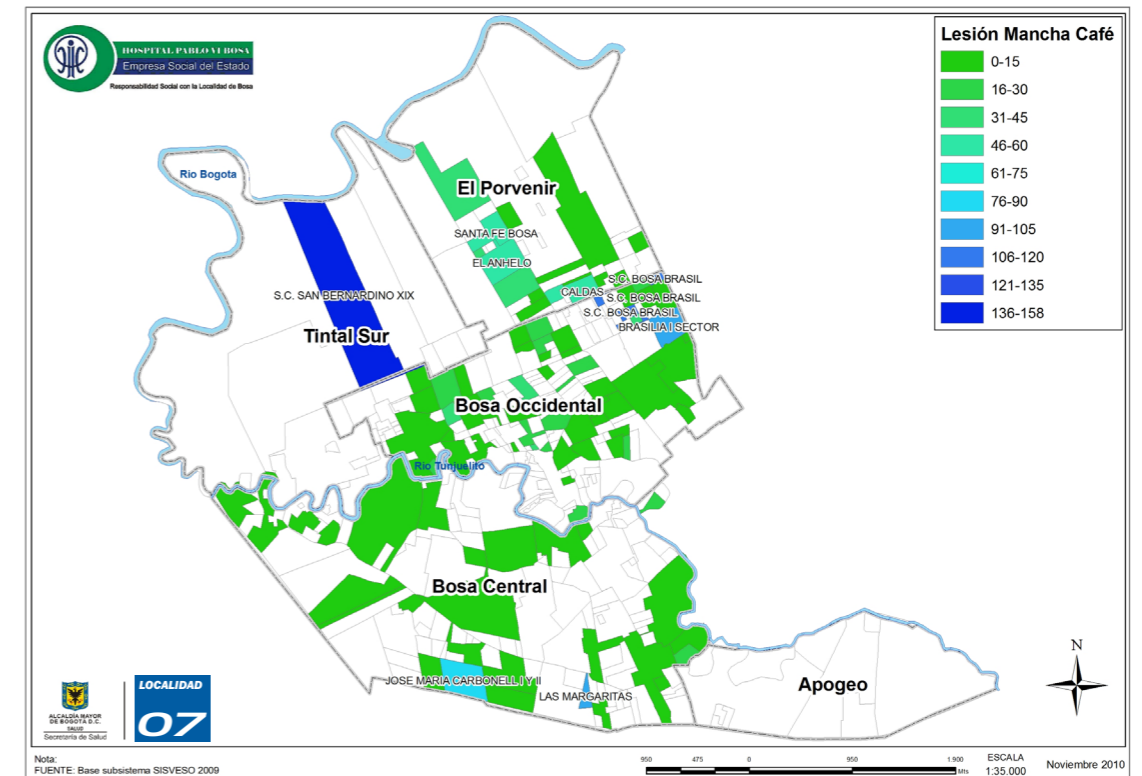 HOSPITAL PABLO VI BOSA
Empresa Social del Estado
Responsabilidad Social con la Localidad de Bosa
Lesión Mancha Café
0-15
16-30
31-45
46-60
61-75
76-90
91-105
106-120
121-135
136-158
Rio Bogota
El Porvenir
SANTA FE BOSA
EL ANHELO
S.C. BOSA BRASIL
CALDAS
S.C. BOSA BRASIL
S.C. SAN BERNARDINO XIX
S.C. BOSA BRASIL
BRASILIA I SECTOR
Tintal Sur
Bosa Occidental
Rio Tunjuelito
Bosa Central
JOSE MARIA CARBONELL I Y II
LAS MARGARITAS
Apogeo
N
ALCALDÍA MAYOR
DE BOGOTÁ D.C.
SALUD
Secretaría de Salud
LOCALIDAD
07
Nota:
FUENTE: Base subsistema SISVESO 2009
950 475 0 950 1.900
Mts
ESCALA
1:35.000
Noviembre 2010